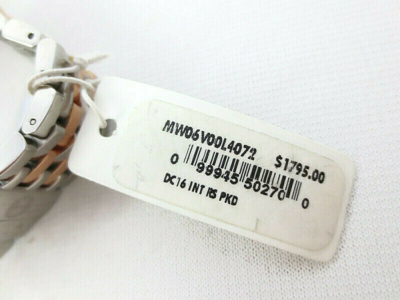 MW06V00L4072 $1795.00
0 99945 50270 0
DC16 INT RS PKD